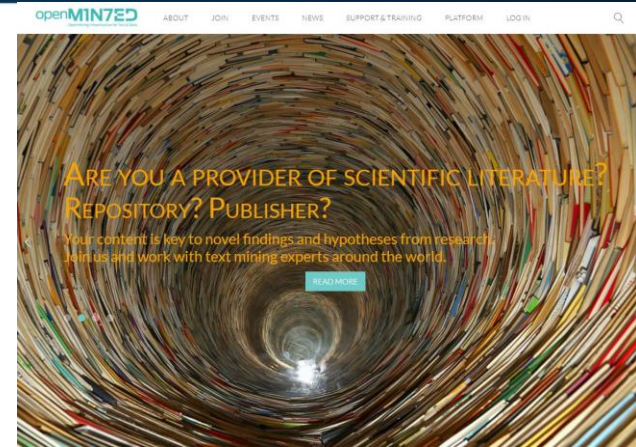 openM1N7ED
ABOUT JOIN EVENTS NEWS SUPPORT & TRAINING PLATFORM LOG IN
ARE YOU A PROVIDER OF SCIENTIFIC LITERATURE?
REPOSITORY? PUBLISHER?
Your content is key to novel findings and hypotheses from research.
Join us and work with text mining experts around the world.
READ MORE